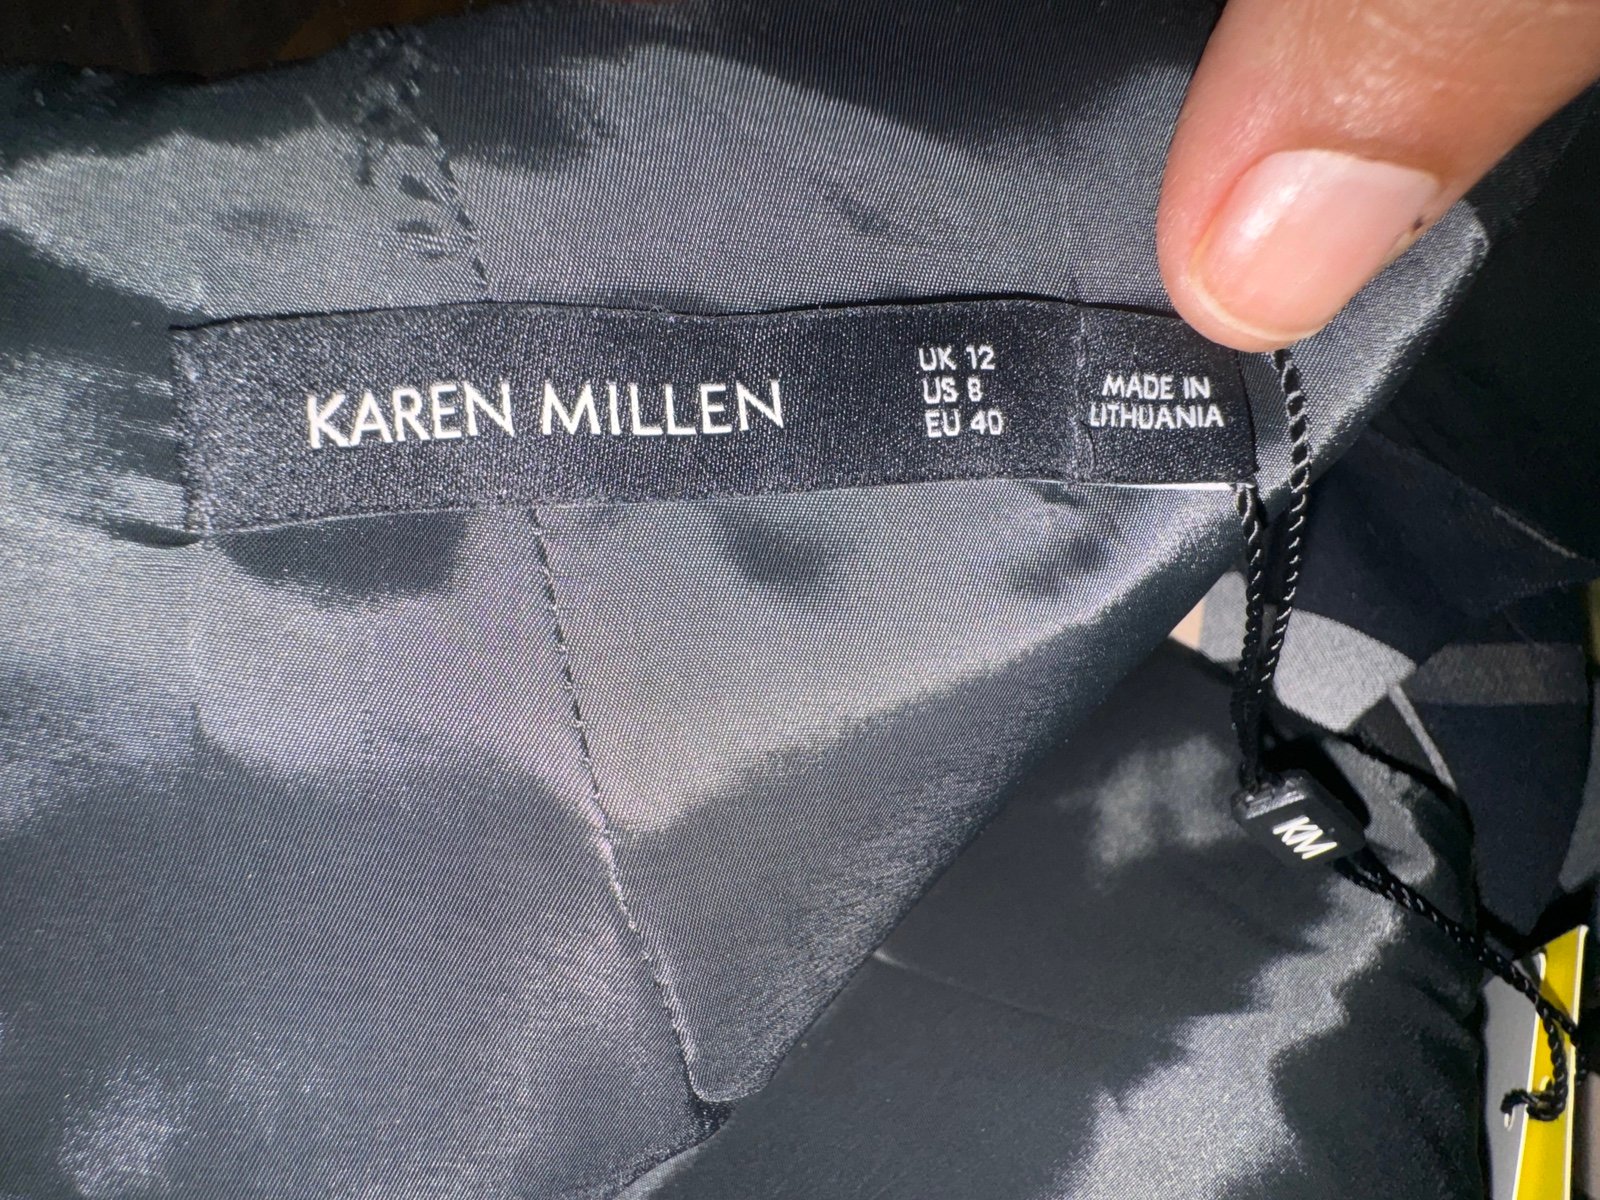 KAREN MILLEN
UK 12
US 8
EU 40
MADE IN
LITHUANIA
KM